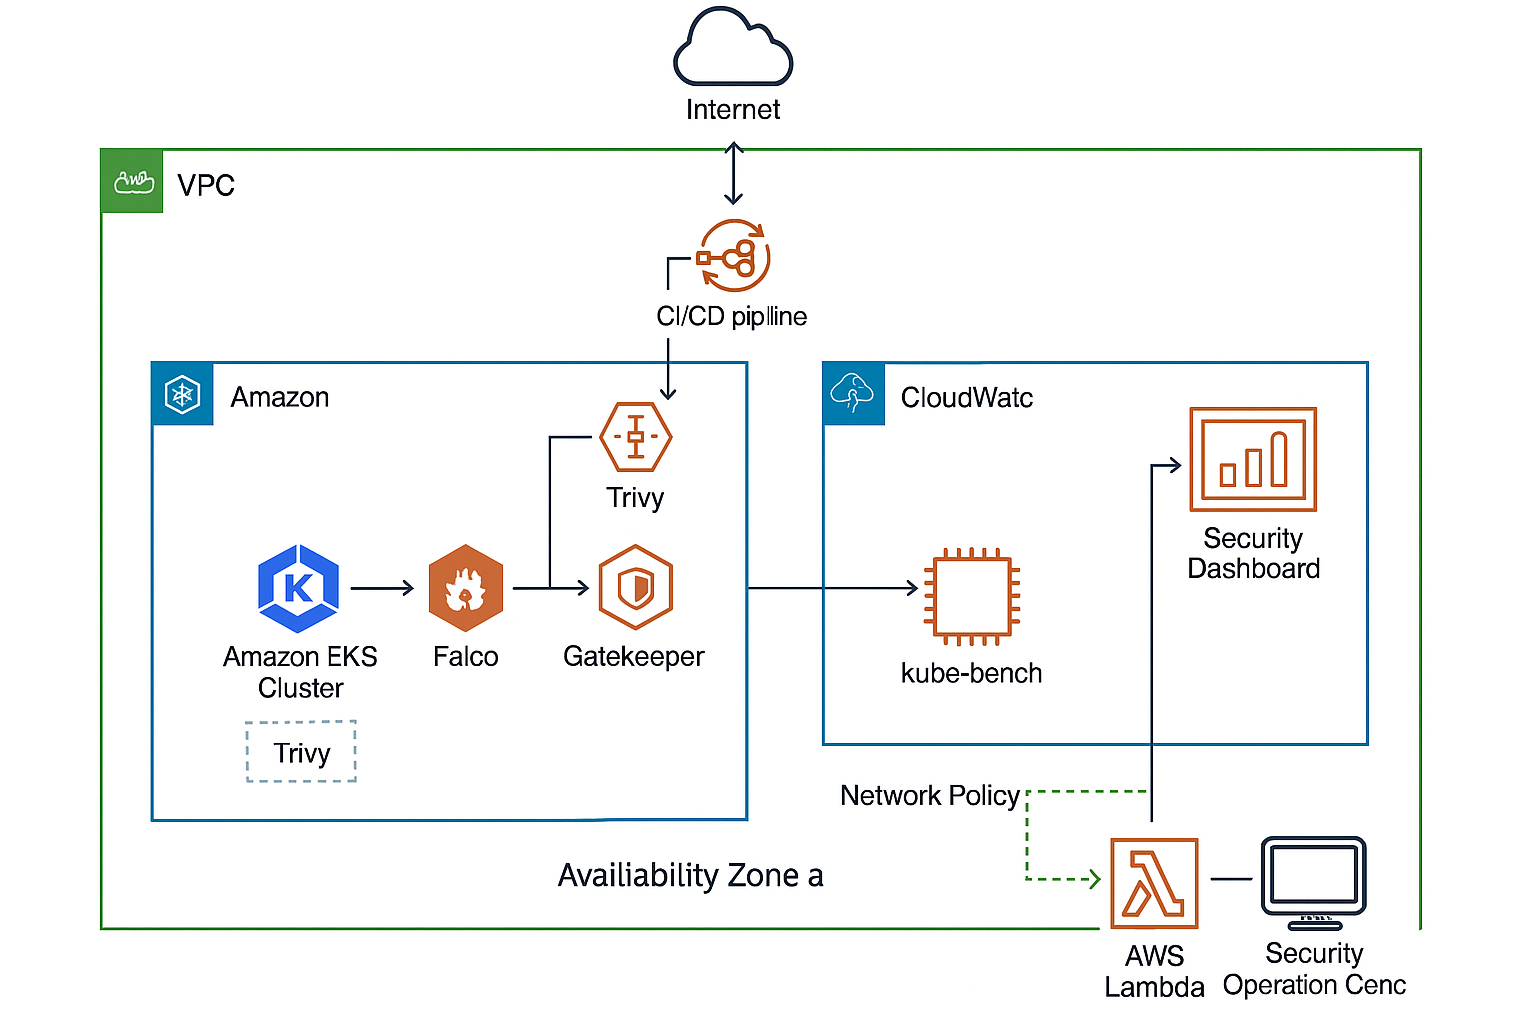 Internet
VPC
CI/CD piplline
Amazon
CloudWatc
Trivy
Security
Dashboard
Amazon EKS
Cluster
Falco
Gatekeeper
kube-bench
Trivy
Network Policy
Availiability Zone a
AWS
Lambda
Security
Operation Cenc